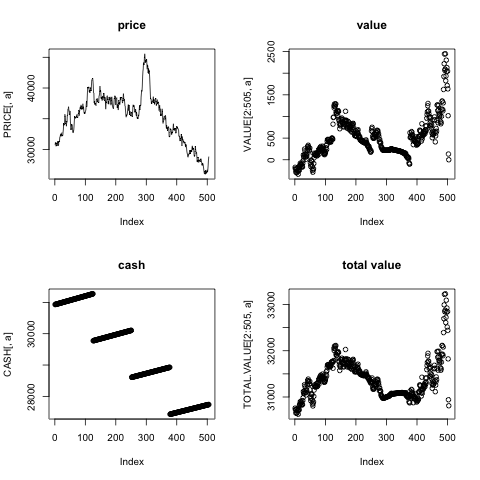 price
PRICE[, a]
30000 40000
0 100 200 300 400 500
Index
value
VALUE[2:505, a]
0 500 1500 2500
0 100 200 300 400 500
Index
cash
CASH[, a]
28000 30000
0 100 200 300 400 500
Index
total value
TOTAL.VALUE[2:505, a]
31000 32000 33000
0 100 200 300 400 500
Index